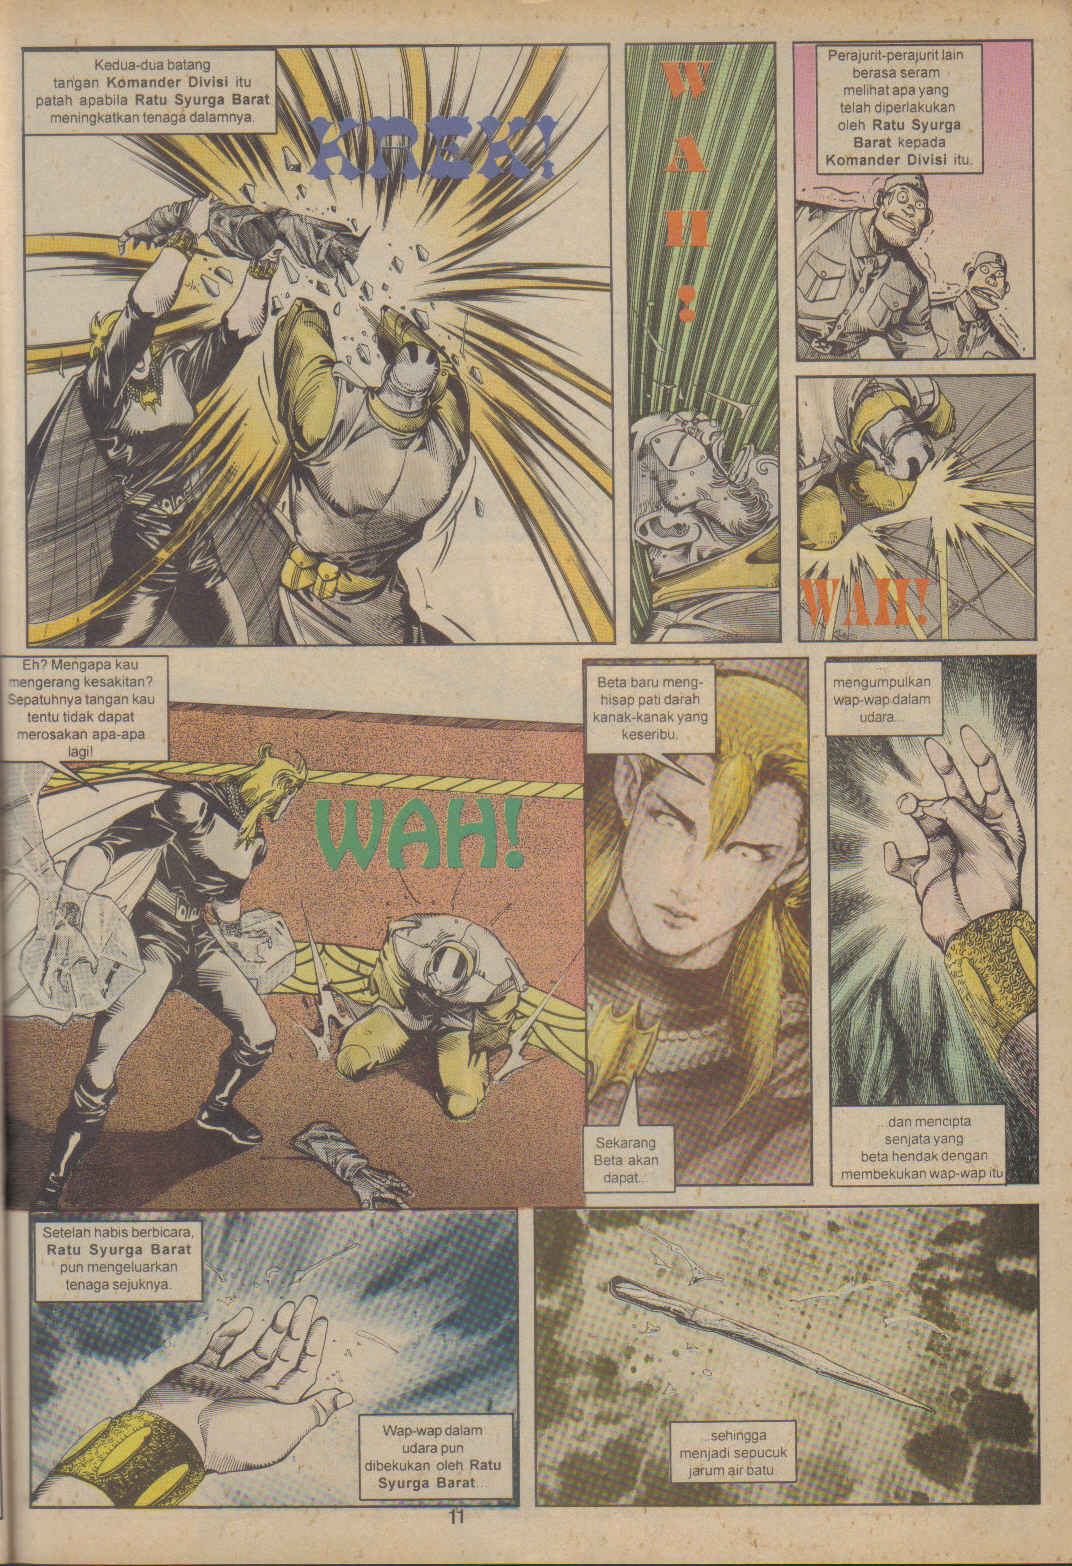 Kedua-dua batang
tangan Komander Divisi itu
patah apabila Ratu Syurga Barat
meningkatkan tenaga dalamnya.
KREK!
WAH!
Perajurit-perajurit lain
berasa seram
melihat apa yang
telah diperlakukan
oleh Ratu Syurga
Barat kepada
Komander Divisi itu.
WAH!
Eh? Mengapa kau
mengerang kesakitan?
Sepatuhnya tangan kau
tentu tidak dapat
merosakan apa-apa
lagi!
WAH!
Beta baru meng-
hisap pati darah
kanak-kanak yang
keseribu.
Sekarang
Beta akan
dapat...
mengumpulkan
wap-wap dalam
udara...
...dan mencipta
senjata yang
beta hendak dengan
membekukan wap-wap itu
Setelah habis berbicara,
Ratu Syurga Barat
pun mengeluarkan
tenaga sejuknya.
Wap-wap dalam
udara pun
dibekukan oleh Ratu
Syurga Barat...
...sehingga
menjadi sepucuk
jarum air batu
11